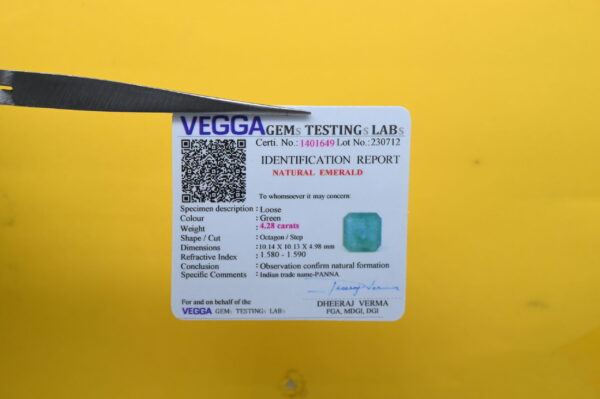 VEGGA GEMS TESTINGS LABS
Certi. No.: 1401649 Lot No.:230712
IDENTIFICATION REPORT
NATURAL EMERALD
To whomsoever it may concern
Specimen description : Loose
Colour : Green
Weight : 4.28 carats
Shape / Cut : Octagon / Step
Dimensions : 10.14 X 10.13 X 4.98 mm
Refractive Index : 1.580 - 1.590
Conclusion : Observation confirm natural formation
Specific Comments : Indian trade name-PANNA
For and on behalf of the
VEGGA GEMS TESTINGS LABS
DHEERAJ VERMA
FGA, MDGI, DGI